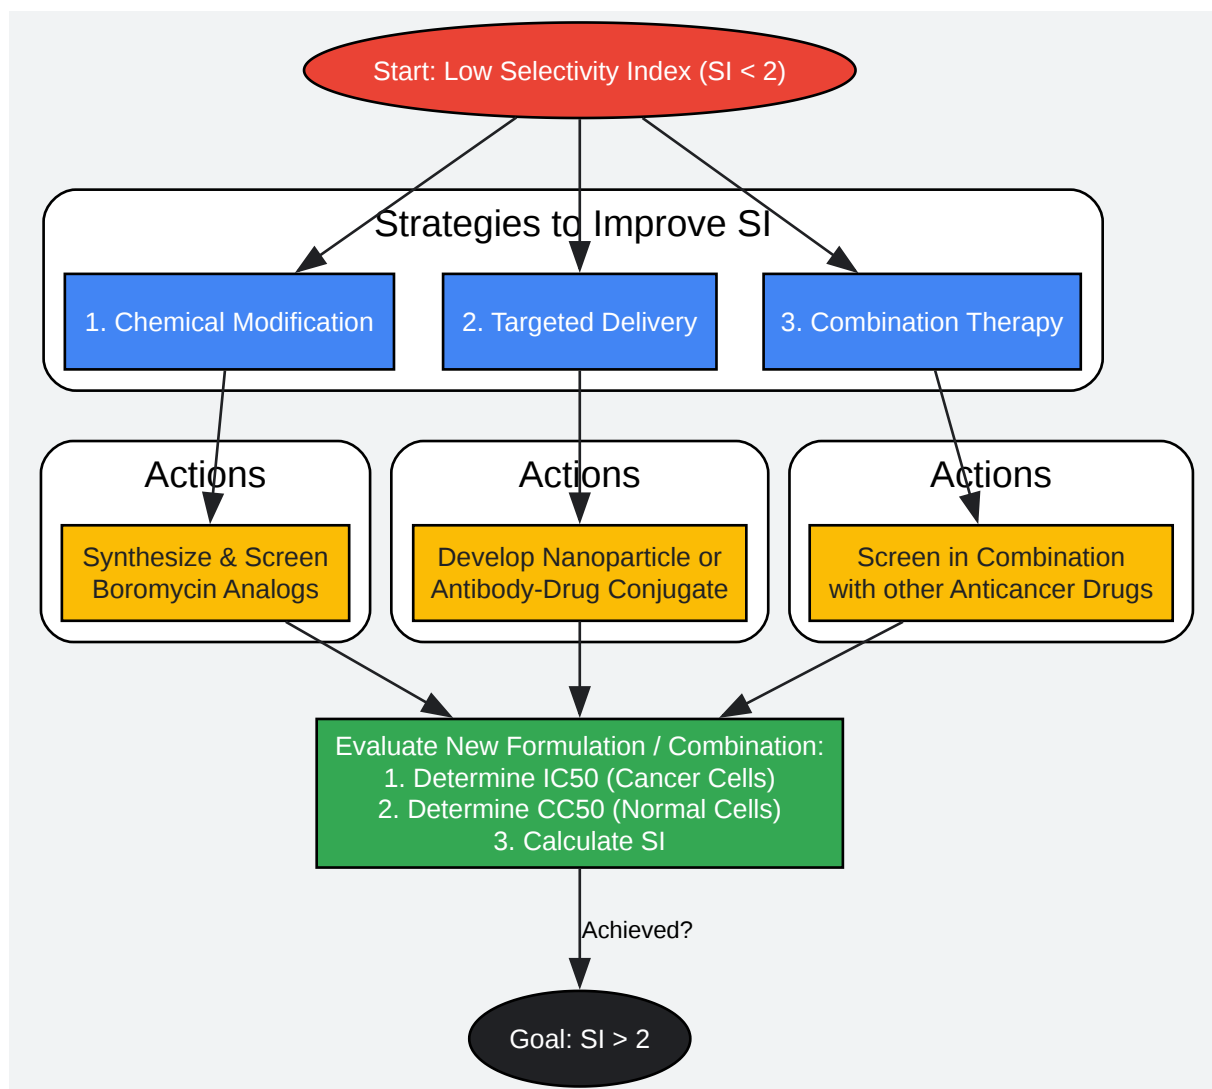 Start: Low Selectivity Index (SI < 2)
Strategies to Improve SI
1. Chemical Modification
2. Targeted Delivery
3. Combination Therapy
Actions
Actions
Actions
Synthesize & Screen
Boromycin Analogs
Develop Nanoparticle or
Antibody-Drug Conjugate
Screen in Combination
with other Anticancer Drugs
Evaluate New Formulation / Combination:
1. Determine IC50 (Cancer Cells)
2. Determine CC50 (Normal Cells)
3. Calculate SI
Achieved?
Goal: SI > 2